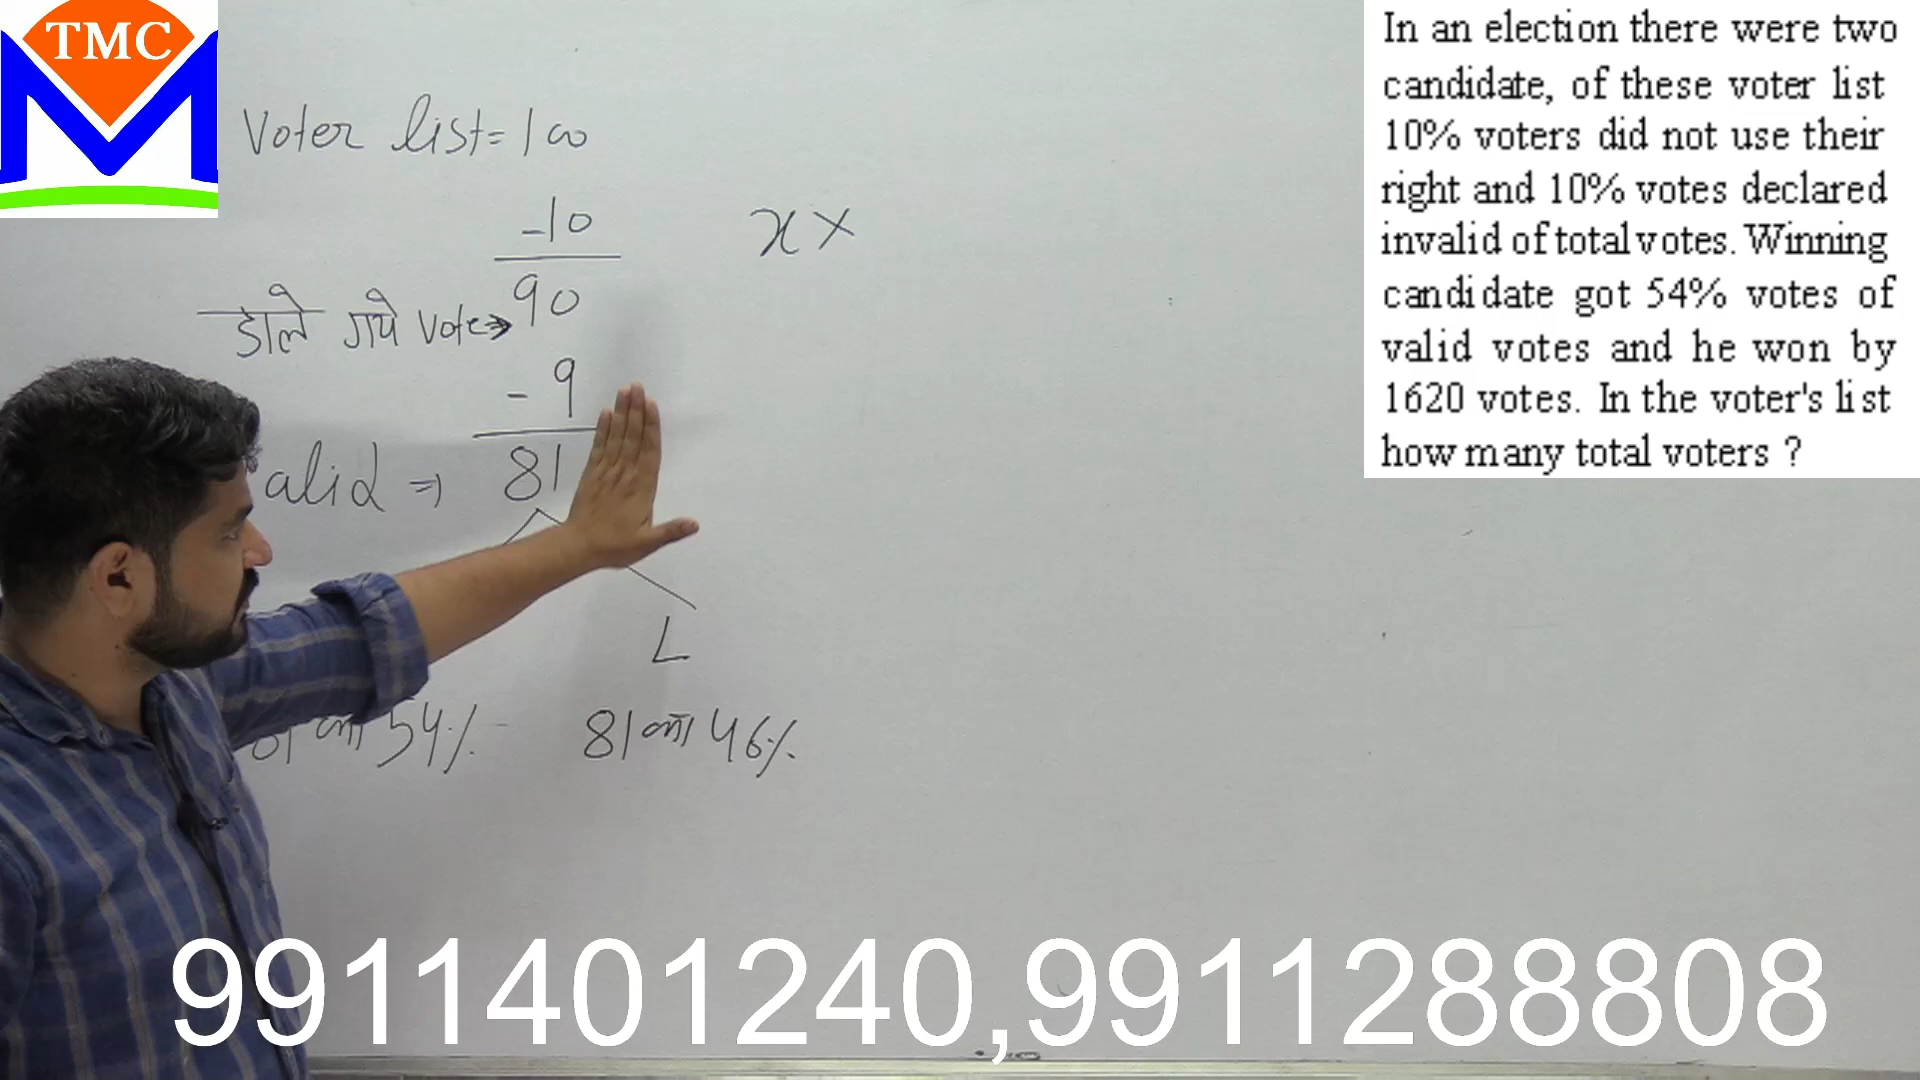 TMC
Voter list = 100
-10
90
x ×
डाले गये Vote⇒
- 9
alid ⇒ 81
L
81 का 54%
81 का 46%
In an election there were two
candidate, of these voter list
10% voters did not use their
right and 10% votes declared
invalid of total votes. Winning
candidate got 54% votes of
valid votes and he won by
1620 votes. In the voter's list
how many total voters ?
9911401240,9911288808